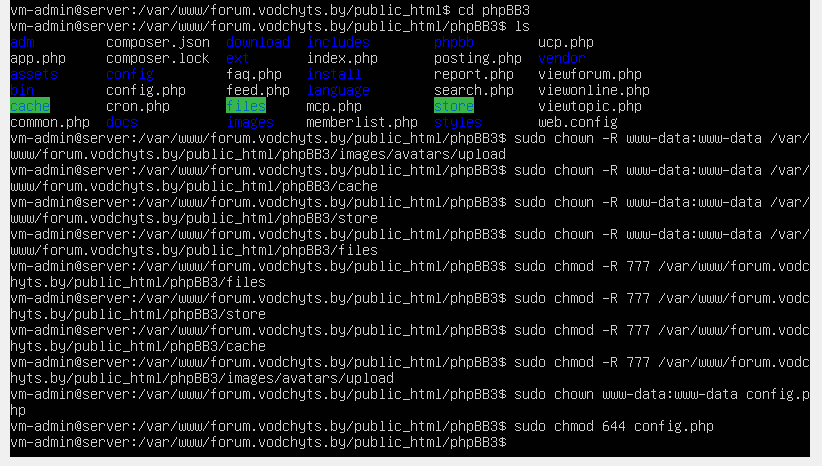 vm-admin@server:/var/www/forum.vodchyts.by/public_html$ cd phpBB3
vm-admin@server:/var/www/forum.vodchyts.by/public_html/phpBB3$ ls
adm composer.json download includes phpbb ucp.php
app.php composer.lock ext index.php posting.php vendor
assets config faq.php install report.php viewforum.php
bin config.php feed.php language search.php viewonline.php
cache cron.php files mcp.php store viewtopic.php
common.php docs images memberlist.php styles web.config
vm-admin@server:/var/www/forum.vodchyts.by/public_html/phpBB3$ sudo chown -R www-data:www-data /var/
www/forum.vodchyts.by/public_html/phpBB3/images/avatars/upload
vm-admin@server:/var/www/forum.vodchyts.by/public_html/phpBB3$ sudo chown -R www-data:www-data /var/
www/forum.vodchyts.by/public_html/phpBB3/cache
vm-admin@server:/var/www/forum.vodchyts.by/public_html/phpBB3$ sudo chown -R www-data:www-data /var/
www/forum.vodchyts.by/public_html/phpBB3/store
vm-admin@server:/var/www/forum.vodchyts.by/public_html/phpBB3$ sudo chown -R www-data:www-data /var/
www/forum.vodchyts.by/public_html/phpBB3/files
vm-admin@server:/var/www/forum.vodchyts.by/public_html/phpBB3$ sudo chmod -R 777 /var/www/forum.vodc
hyts.by/public_html/phpBB3/files
vm-admin@server:/var/www/forum.vodchyts.by/public_html/phpBB3$ sudo chmod -R 777 /var/www/forum.vodc
hyts.by/public_html/phpBB3/store
vm-admin@server:/var/www/forum.vodchyts.by/public_html/phpBB3$ sudo chmod -R 777 /var/www/forum.vodc
hyts.by/public_html/phpBB3/cache
vm-admin@server:/var/www/forum.vodchyts.by/public_html/phpBB3$ sudo chmod -R 777 /var/www/forum.vodc
hyts.by/public_html/phpBB3/images/avatars/upload
vm-admin@server:/var/www/forum.vodchyts.by/public_html/phpBB3$ sudo chown www-data:www-data config.p
hp
vm-admin@server:/var/www/forum.vodchyts.by/public_html/phpBB3$ sudo chmod 644 config.php
vm-admin@server:/var/www/forum.vodchyts.by/public_html/phpBB3$